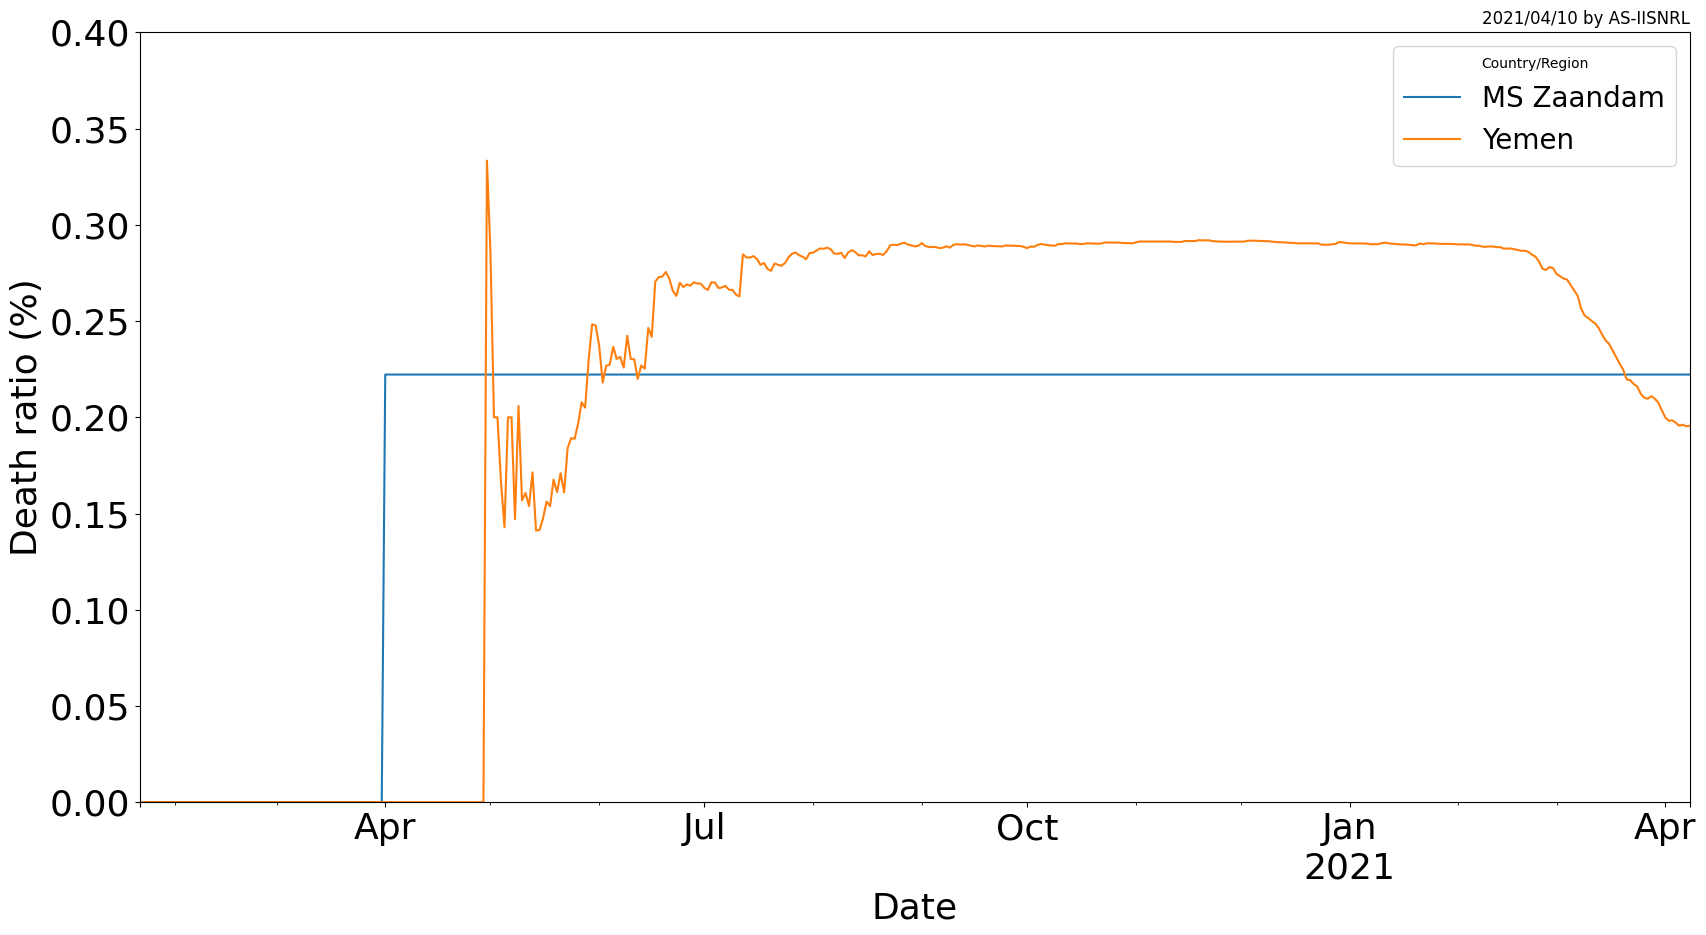 2021/04/10 by AS-IISNRL
Country/Region
MS Zaandam
Yemen
Death ratio (%)
0.40
0.35
0.30
0.25
0.20
0.15
0.10
0.05
0.00
Apr
Jul
Oct
Jan
2021
Apr
Date